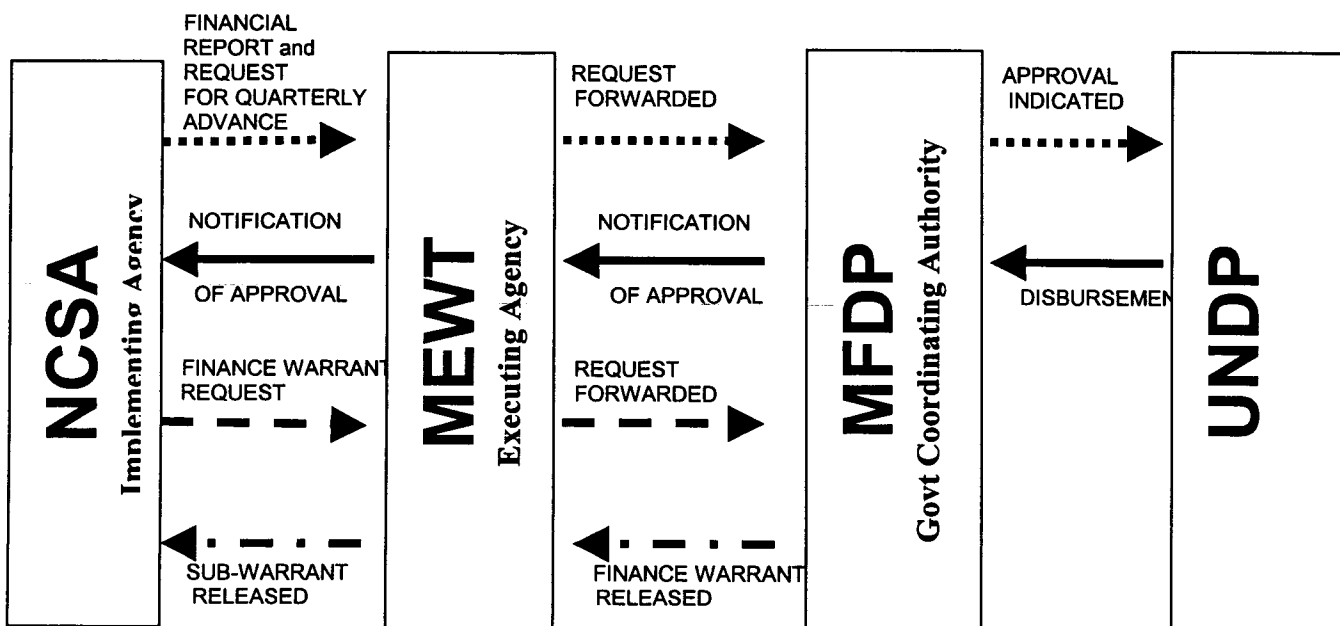 FINANCIAL
REPORT and
REQUEST
FOR QUARTERLY
ADVANCE
REQUEST
FORWARDED
APPROVAL
INDICATED
NOTIFICATION
OF APPROVAL
NOTIFICATION
OF APPROVAL
DISBURSEMEN
FINANCE WARRANT
REQUEST
REQUEST
FORWARDED
SUB-WARRANT
RELEASED
FINANCE WARRANT
RELEASED
NCSA
Implementing Agency
MEWT
Executing Agency
MFDP
Govt Coordinating Authority
UNDP